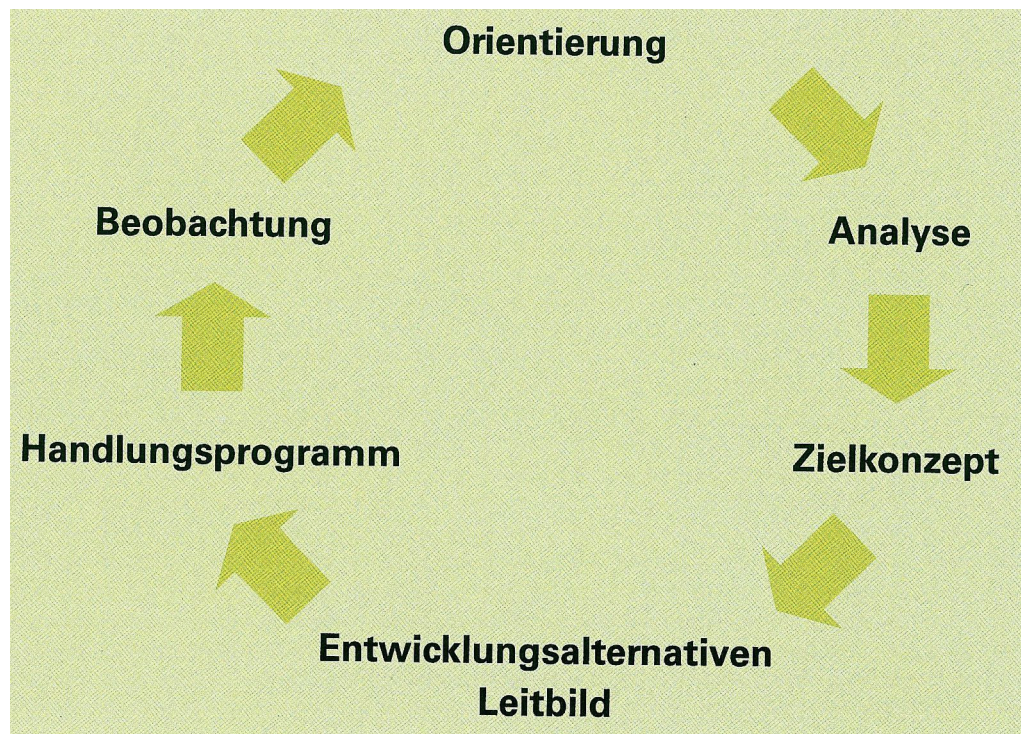 Orientierung
Analyse
Zielkonzept
Entwicklungsalternativen
Leitbild
Handlungsprogramm
Beobachtung